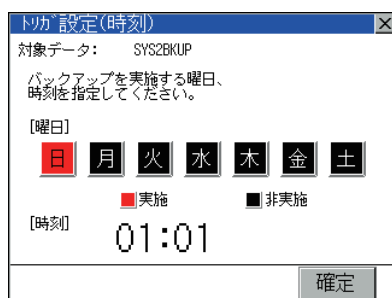 トリガ設定(時刻)
対象データ: SYS2BKUP
バックアップを実施する曜日、
時刻を指定してください。
[曜日]
日 月 火 水 木 金 土
■実施 ■非実施
[時刻] 01:01
確定